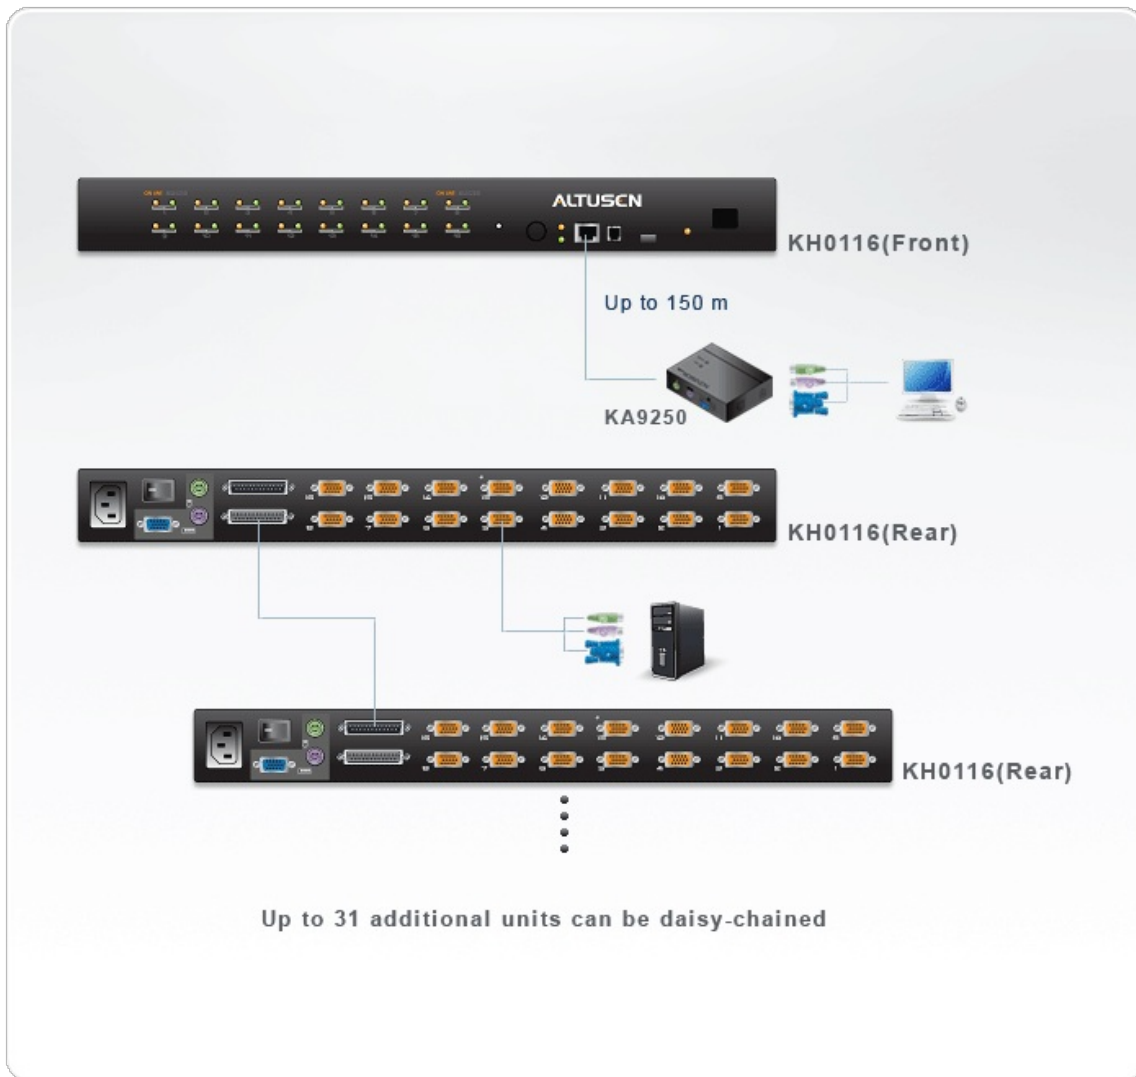 ALTUSEN
KH0116(Front)
Up to 150 m
KA9250
KH0116(Rear)
KH0116(Rear)
Up to 31 additional units can be daisy-chained